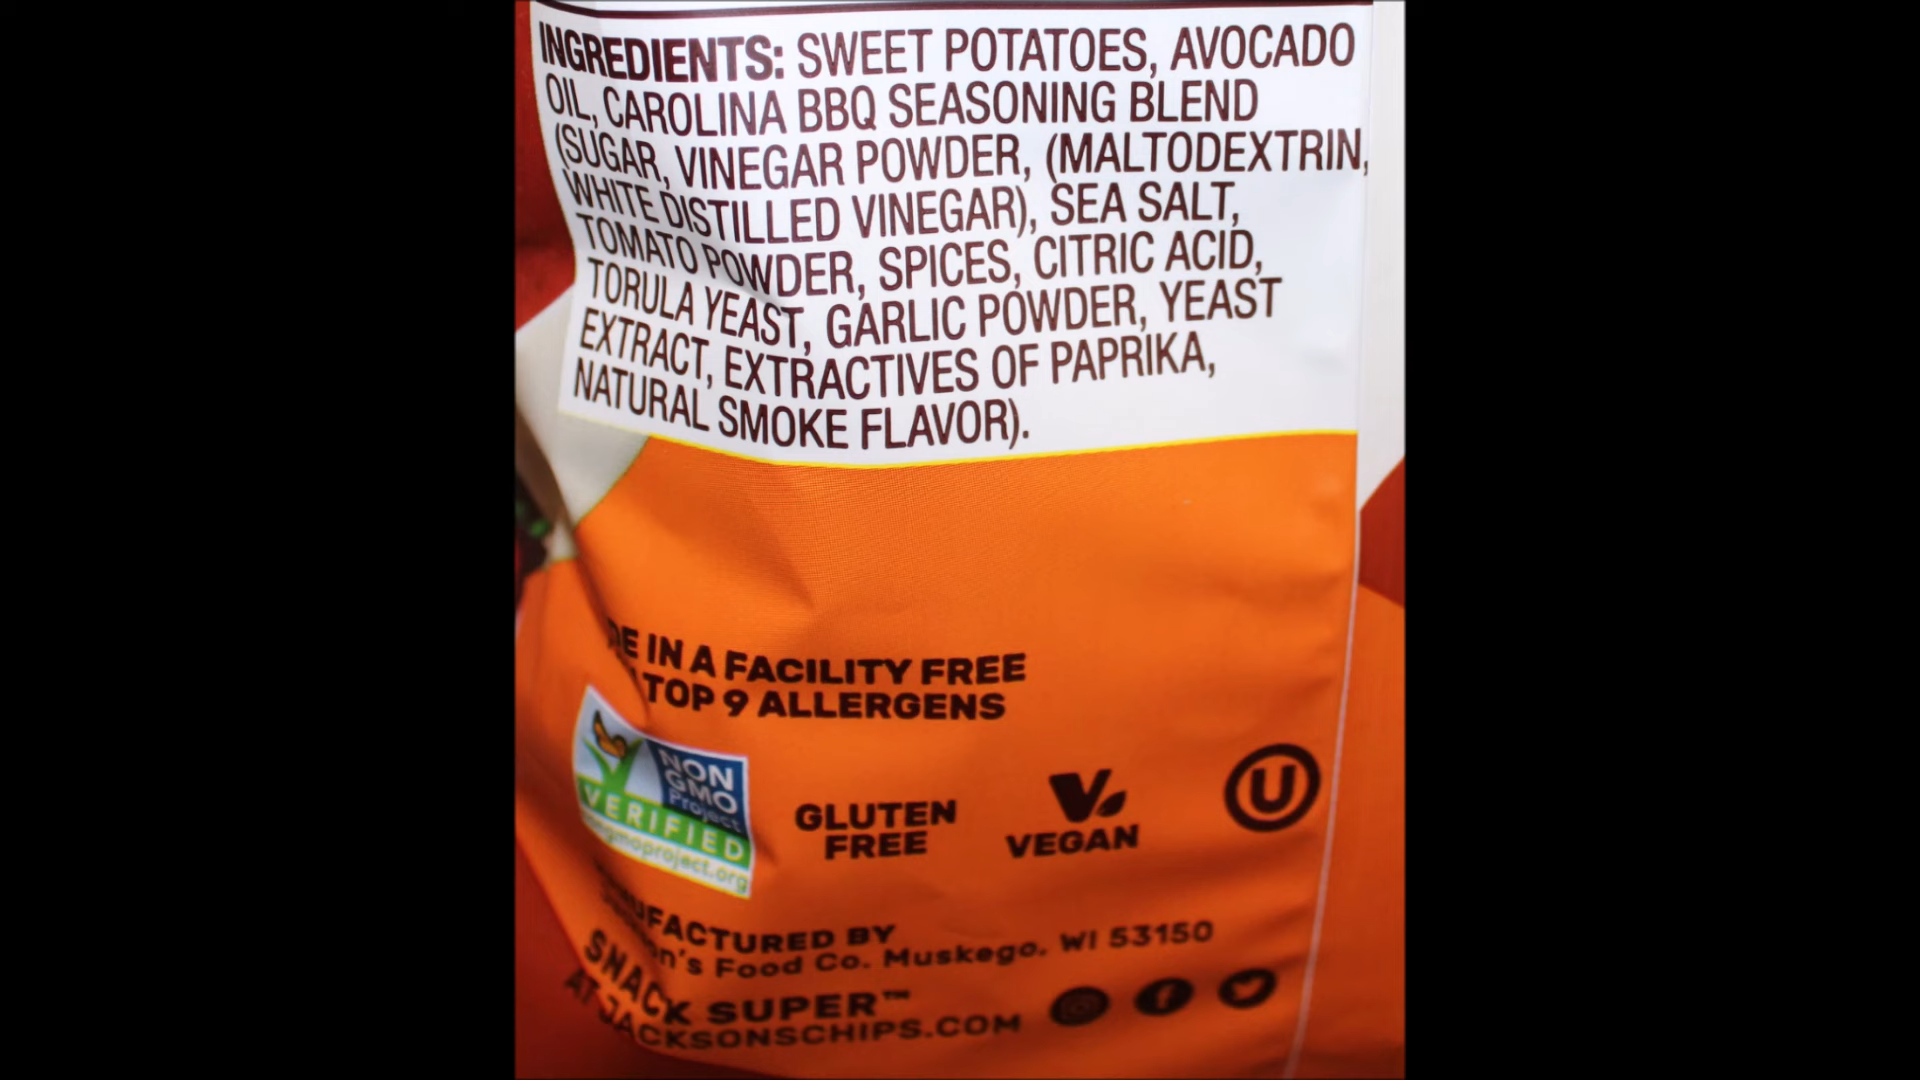 INGREDIENTS: SWEET POTATOES, AVOCADO
OIL, CAROLINA BBQ SEASONING BLEND
(SUGAR, VINEGAR POWDER, (MALTODEXTRIN,
WHITE DISTILLED VINEGAR), SEA SALT,
TOMATO POWDER, SPICES, CITRIC ACID,
TORULA YEAST, GARLIC POWDER, YEAST
EXTRACT, EXTRACTIVES OF PAPRIKA,
NATURAL SMOKE FLAVOR).
IN A FACILITY FREE
TOP 9 ALLERGENS
NON
GMO
Project
VERIFIED
GLUTEN
FREE
VEGAN
U
BY
Food Co. Muskego, WI 53150
SNACK SUPER™
AT JACKSONSCHIPS.COM